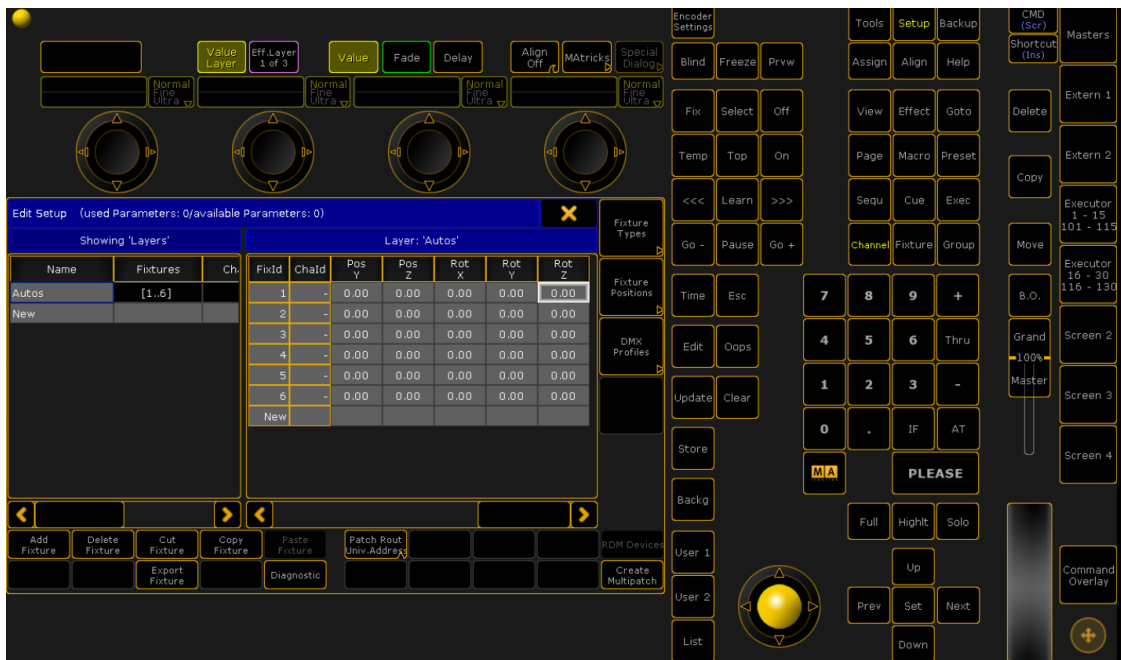 Value
Layer
Eff.Layer
1 of 3
Value
Fade
Delay
Align
Off
MAtricks
Special
Dialog
Normal
Fine
Ultra
Normal
Fine
Ultra
Normal
Fine
Ultra
Normal
Fine
Ultra
Edit Setup (used Parameters: 0/available Parameters: 0)
Showing 'Layers'
Layer: 'Autos'
Name Fixtures Ch.
Autos [1..6]
New
FixId ChaId Pos Y Pos Z Rot X Rot Y Rot Z
1 - 0.00 0.00 0.00 0.00 0.00
2 - 0.00 0.00 0.00 0.00 0.00
3 - 0.00 0.00 0.00 0.00 0.00
4 - 0.00 0.00 0.00 0.00 0.00
5 - 0.00 0.00 0.00 0.00 0.00
6 - 0.00 0.00 0.00 0.00 0.00
New
Fixture
Types
Fixture
Positions
DMX
Profiles
Add
Fixture
Delete
Fixture
Cut
Fixture
Copy
Fixture
Paste
Fixture
Patch Rout
Univ.Address
RDM Devices
Export
Fixture
Diagnostic
Create
Multipatch
Encoder
Settings
Tools Setup Backup
Blind Freeze Prvw
Assign Align Help
Fix Select Off
View Effect Goto
Temp Top On
Page Macro Preset
<<< Learn >>>
Sequ Cue Exec
Go - Pause Go +
Channel Fixture Group
Time Esc
7 8 9 +
Edit Oops
4 5 6 Thru
Update Clear
1 2 3 -
0 . IF AT
Store
MA PLEASE
Backg
Full Highlt Solo
User 1
Up
User 2
Prev Set Next
List
Down
CMD
(Scr)
Shortcut
(Ins)
Delete
Copy
Move
B.O.
Grand
100%
Master
Masters
Extern 1
Extern 2
Executor
1 - 15
101 - 115
Executor
16 - 30
116 - 130
Screen 2
Screen 3
Screen 4
Command
Overlay